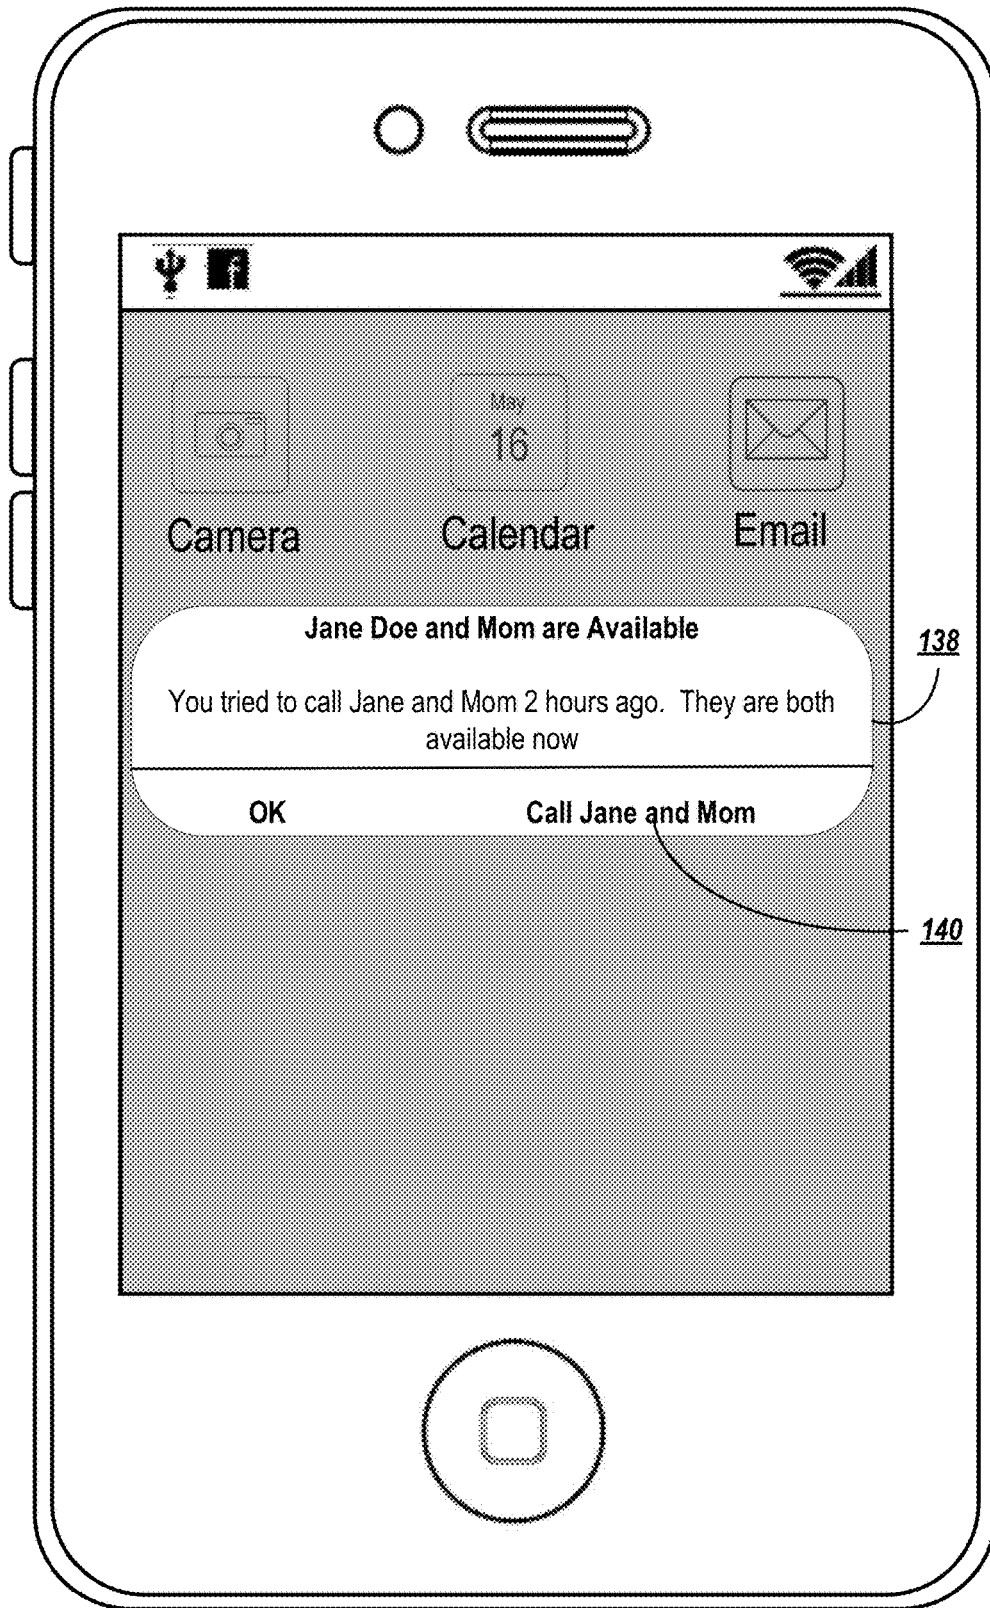 May
16
Camera Calendar Email
Jane Doe and Mom are Available
138
You tried to call Jane and Mom 2 hours ago. They are both
available now
OK Call Jane and Mom
140